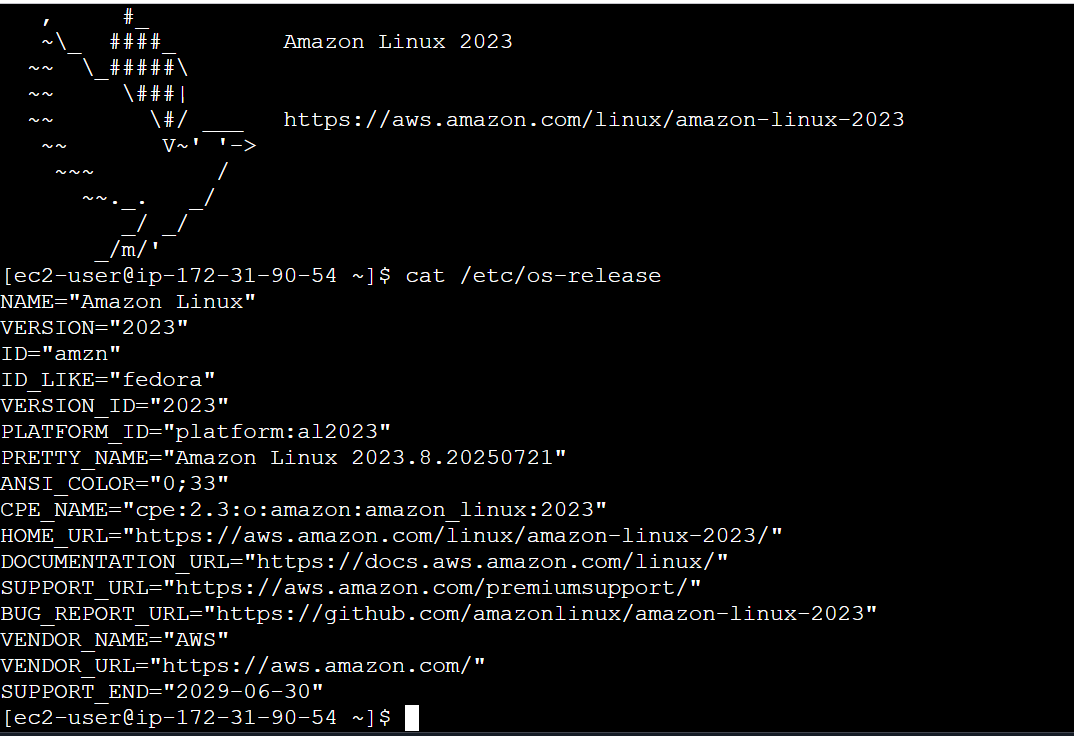 ,     #_
   ~\_  ####_        Amazon Linux 2023
  ~~  \_#####\
  ~~     \###|
  ~~       \#/ ___   https://aws.amazon.com/linux/amazon-linux-2023
   ~~       V~' '->
    ~~~         /
      ~~._.   _/
         _/ _/
       _/m/'
[ec2-user@ip-172-31-90-54 ~]$ cat /etc/os-release
NAME="Amazon Linux"
VERSION="2023"
ID="amzn"
ID_LIKE="fedora"
VERSION_ID="2023"
PLATFORM_ID="platform:al2023"
PRETTY_NAME="Amazon Linux 2023.8.20250721"
ANSI_COLOR="0;33"
CPE_NAME="cpe:2.3:o:amazon:amazon_linux:2023"
HOME_URL="https://aws.amazon.com/linux/amazon-linux-2023/"
DOCUMENTATION_URL="https://docs.aws.amazon.com/linux/"
SUPPORT_URL="https://aws.amazon.com/premiumsupport/"
BUG_REPORT_URL="https://github.com/amazonlinux/amazon-linux-2023"
VENDOR_NAME="AWS"
VENDOR_URL="https://aws.amazon.com/"
SUPPORT_END="2029-06-30"
[ec2-user@ip-172-31-90-54 ~]$